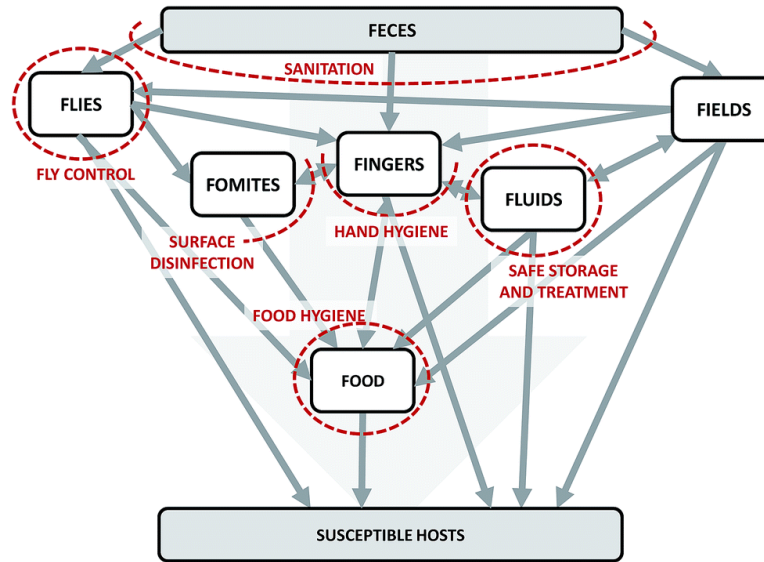 FECES
SANITATION
FLIES
FIELDS
FLY CONTROL
FINGERS
FOMITES
FLUIDS
SURFACE
DISINFECTION
HAND HYGIENE
SAFE STORAGE
AND TREATMENT
FOOD HYGIENE
FOOD
SUSCEPTIBLE HOSTS